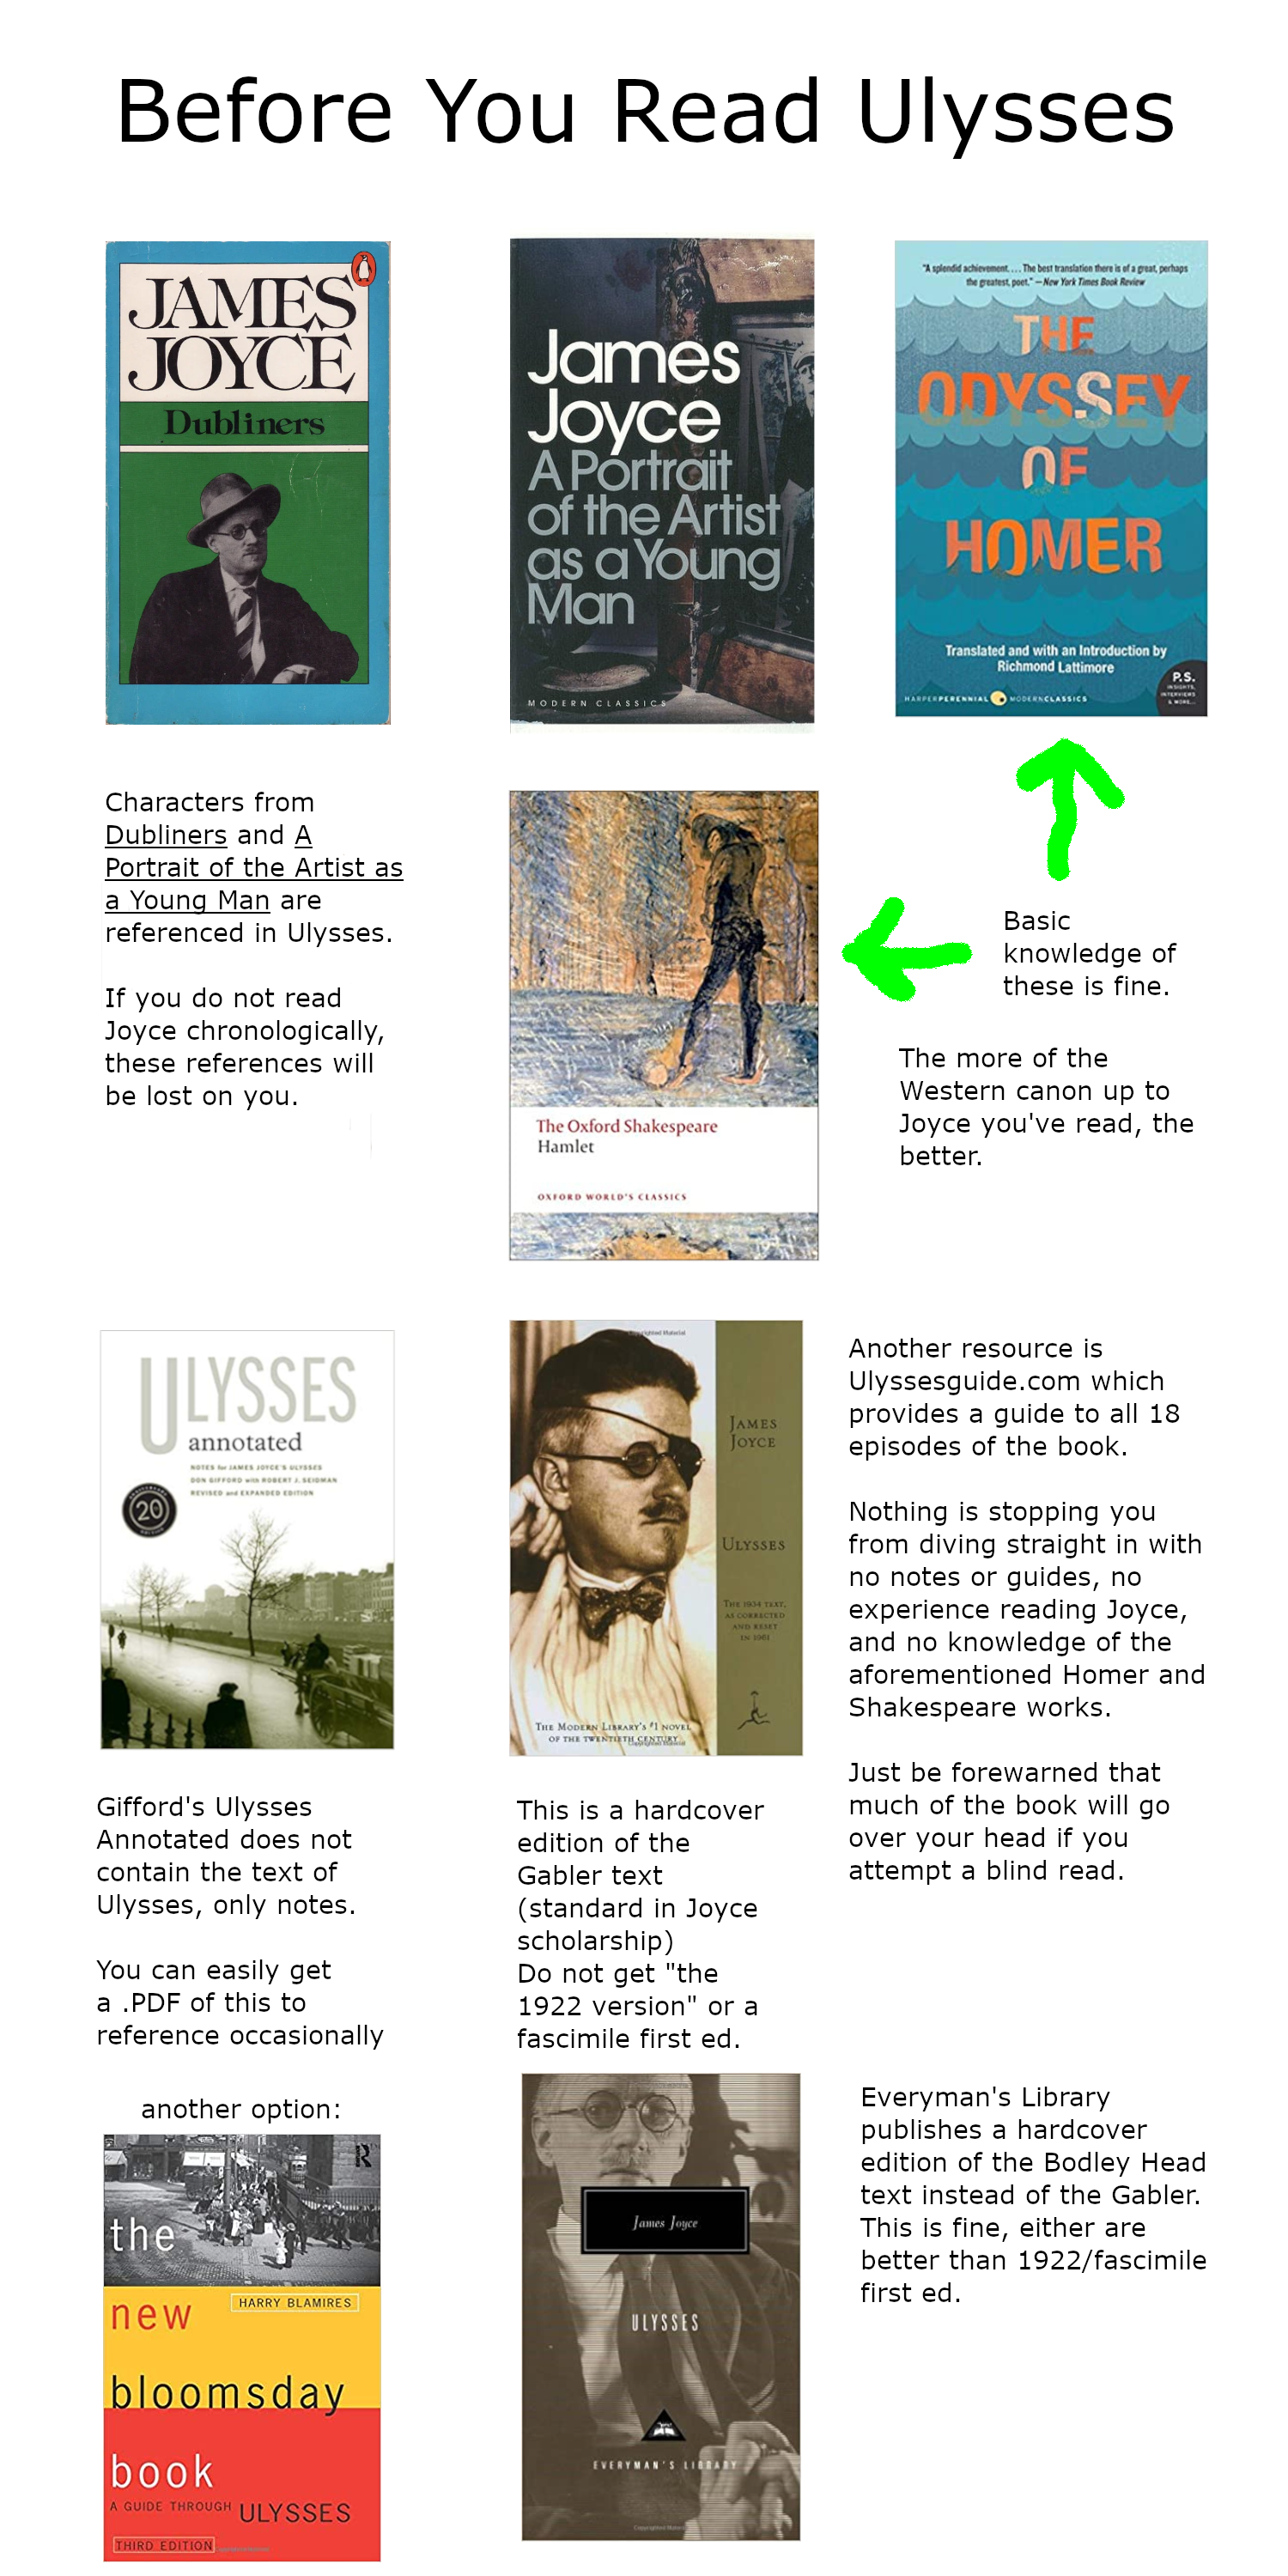 Before You Read Ulysses
JAMES
JOYCE
Dubliners
James
Joyce
A Portrait
of the Artist
as a Young
Man
MODERN CLASSICS
"A splendid achievement. . . . The best translation there is of a great, perhaps
the greatest, poet." —New York Times Book Review
THE
ODYSSEY
OF
HOMER
Translated and with an Introduction by
Richmond Lattimore
P.S.
INSIGHTS,
INTERVIEWS
& MORE...
HARPERPERENNIAL MODERNCLASSICS
Characters from
Dubliners and A
Portrait of the Artist as
a Young Man are
referenced in Ulysses.
If you do not read
Joyce chronologically,
these references will
be lost on you.
The Oxford Shakespeare
Hamlet
OXFORD WORLD'S CLASSICS
Basic
knowledge of
these is fine.
The more of the
Western canon up to
Joyce you've read, the
better.
ULYSSES
annotated
NOTES for JAMES JOYCE'S ULYSSES
DON GIFFORD with ROBERT J. SEIDMAN
REVISED and EXPANDED EDITION
20
Copyrighted Material
JAMES
JOYCE
ULYSSES
THE 1934 TEXT,
AS CORRECTED
AND RESET
IN 1961
THE MODERN LIBRARY'S #1 NOVEL
OF THE TWENTIETH CENTURY
Copyrighted Material
Another resource is
Ulyssesguide.com which
provides a guide to all 18
episodes of the book.
Nothing is stopping you
from diving straight in with
no notes or guides, no
experience reading Joyce,
and no knowledge of the
aforementioned Homer and
Shakespeare works.
Just be forewarned that
much of the book will go
over your head if you
attempt a blind read.
Gifford's Ulysses
Annotated does not
contain the text of
Ulysses, only notes.
You can easily get
a .PDF of this to
reference occasionally
This is a hardcover
edition of the
Gabler text
(standard in Joyce
scholarship)
Do not get "the
1922 version" or a
fascimile first ed.
another option:
R
the
new
HARRY BLAMIRES
bloomsday
book
A GUIDE THROUGH ULYSSES
THIRD EDITION
Copyrighted Material
James Joyce
ULYSSES
EVERYMAN'S LIBRARY
Copyrighted Material
Everyman's Library
publishes a hardcover
edition of the Bodley Head
text instead of the Gabler.
This is fine, either are
better than 1922/fascimile
first ed.